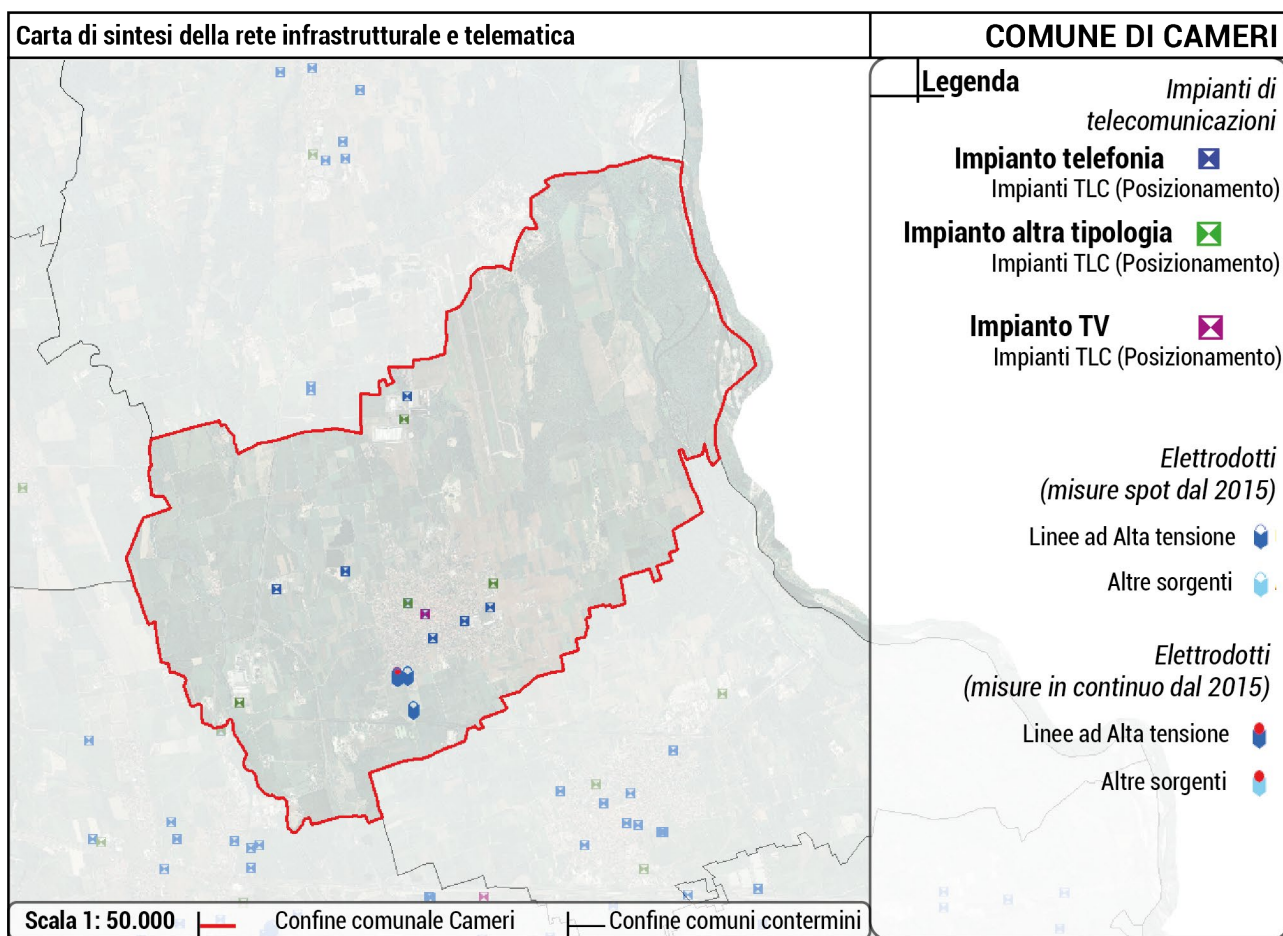 Carta di sintesi della rete infrastrutturale e telematica
COMUNE DI CAMERI
Legenda
Impianti di
telecomunicazioni
Impianto telefonia
Impianti TLC (Posizionamento)
Impianto altra tipologia
Impianti TLC (Posizionamento)
Impianto TV
Impianti TLC (Posizionamento)
Elettrodotti
(misure spot dal 2015)
Linee ad Alta tensione
Altre sorgenti
Elettrodotti
(misure in continuo dal 2015)
Linee ad Alta tensione
Altre sorgenti
Scala 1: 50.000
Confine comunale Cameri
Confine comuni contermini